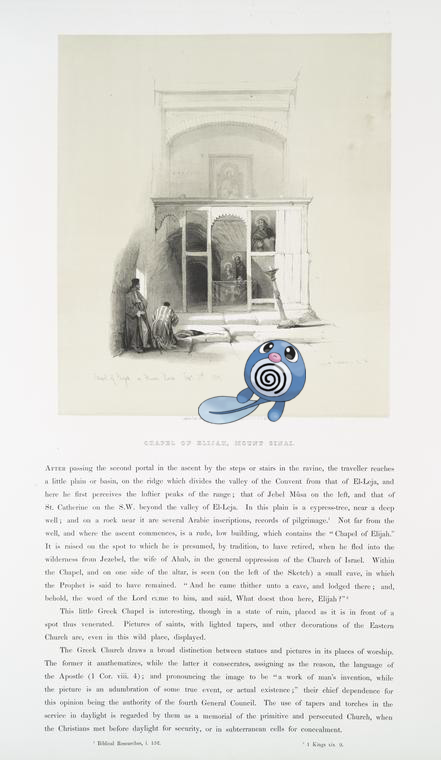 CHAPEL OF ELIJAH, MOUNT SINAI.
After passing the second portal in the ascent by the steps or stairs in the ravine, the traveller reaches
a little plain or basin, on the ridge which divides the valley of the Convent from that of El-Leja, and
here he first perceives the loftier peaks of the range; that of Jebel Mûsa on the left, and that of
St. Catherine on the S.W. beyond the valley of El-Leja. In this plain is a cypress-tree, near a deep
well; and on a rock near it are several Arabic inscriptions, records of pilgrimage.¹ Not far from the
well, and where the ascent commences, is a rude, low building, which contains the "Chapel of Elijah."
It is raised on the spot to which he is presumed, by tradition, to have retired, when he fled into the
wilderness from Jezebel, the wife of Ahab, in the general oppression of the Church of Israel. Within
the Chapel, and on one side of the altar, is seen (on the left of the Sketch) a small cave, in which
the Prophet is said to have remained. "And he came thither unto a cave, and lodged there; and,
behold, the word of the Lord came to him, and said, What doest thou here, Elijah?"²
This little Greek Chapel is interesting, though in a state of ruin, placed as it is in front of a
spot thus venerated. Pictures of saints, with lighted tapers, and other decorations of the Eastern
Church are, even in this wild place, displayed.
The Greek Church draws a broad distinction between statues and pictures in its places of worship.
The former it anathematizes, while the latter it consecrates, assigning as the reason, the language of
the Apostle (1 Cor. viii. 4); and pronouncing the image to be "a work of man's invention, while
the picture is an adumbration of some true event, or actual existence;" their chief dependence for
this opinion being the authority of the fourth General Council. The use of tapers and torches in the
service in daylight is regarded by them as a memorial of the primitive and persecuted Church, when
the Christians met before daylight for security, or in subterranean cells for concealment.
¹ Biblical Researches, i. 151. ² 1 Kings xix. 9.